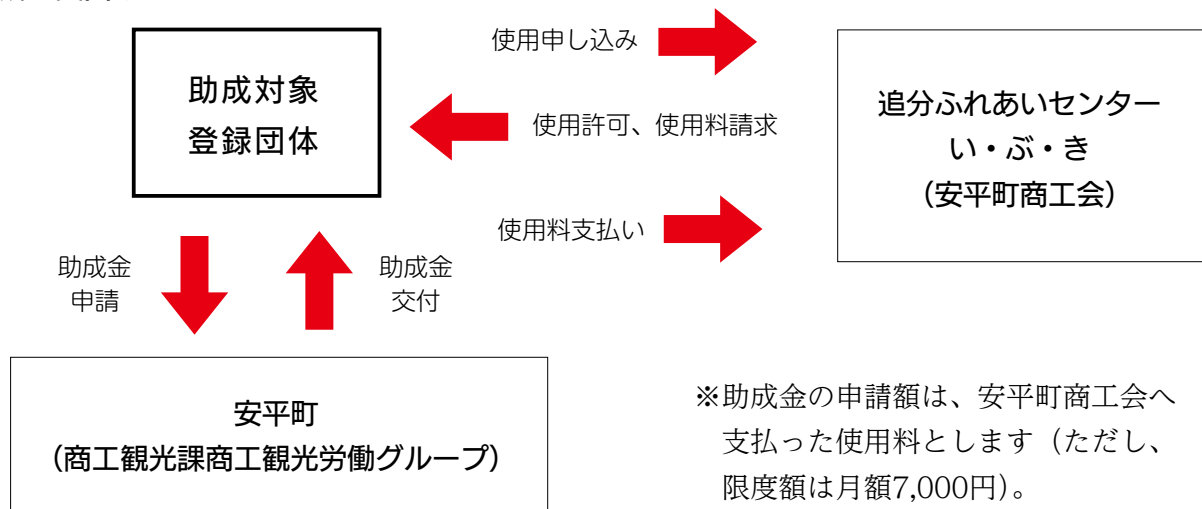 使用申し込み
助成対象
登録団体
使用許可、使用料請求
追分ふれあいセンター
い・ぶ・き
（安平町商工会）
使用料支払い
助成金
申請
助成金
交付
安平町
（商工観光課商工観光労働グループ）
※助成金の申請額は、安平町商工会へ
支払った使用料とします（ただし、
限度額は月額7,000円）。